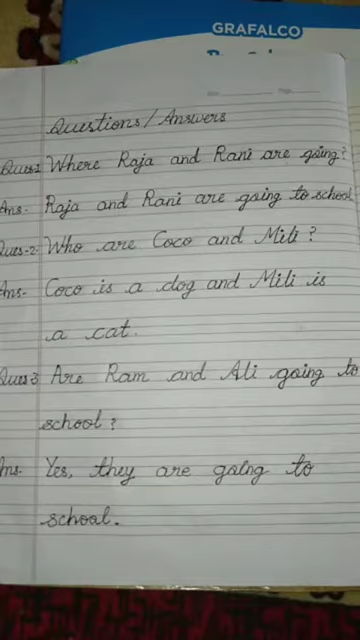 GRAFALCO
Questions/Answers
Ques:1 Where Raja and Rani are going?
Ans- Raja and Rani are going to school
Ques-2- Who are Coco and Mili?
Ans- Coco is a dog and Mili is
a cat.
Ques3 Are Ram and Ali going to
school?
Ans- Yes, they are going to
school.